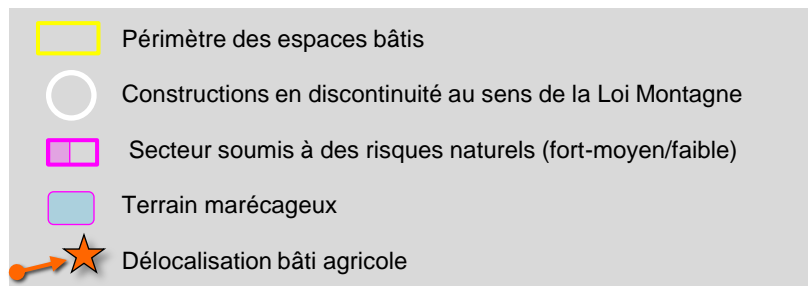 Périmètre des espaces bâtis
Constructions en discontinuité au sens de la Loi Montagne
Secteur soumis à des risques naturels (fort-moyen/faible)
Terrain marécageux
Délocalisation bâti agricole